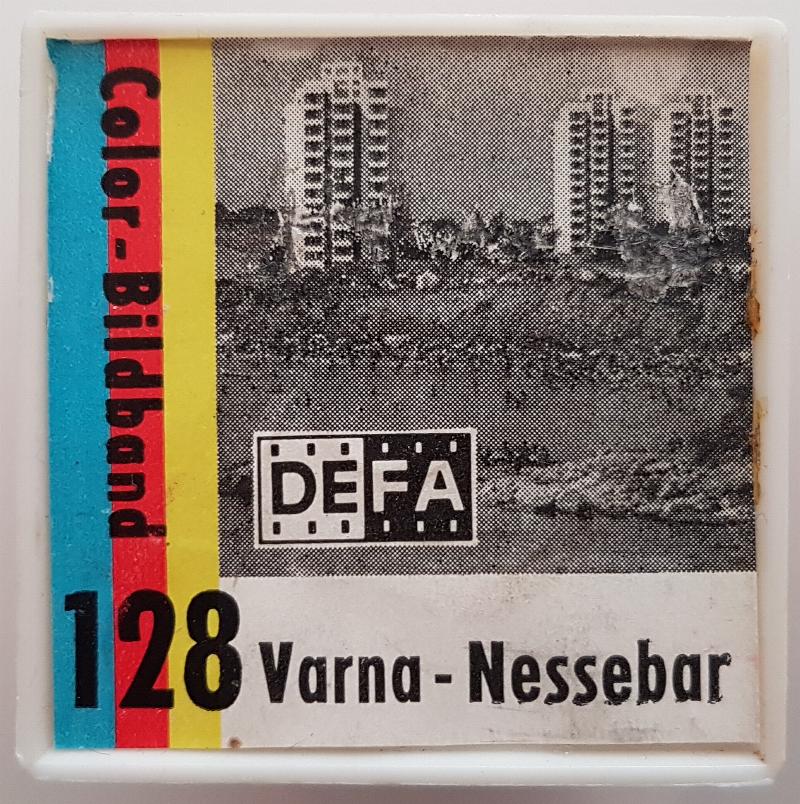 Color-Bildband
DEFA
128 Varna - Nessebar